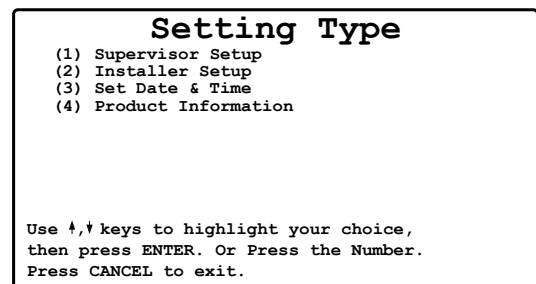 Setting Type
(1) Supervisor Setup
(2) Installer Setup
(3) Set Date & Time
(4) Product Information
Use ↑,↓ keys to highlight your choice,
then press ENTER. Or Press the Number.
Press CANCEL to exit.